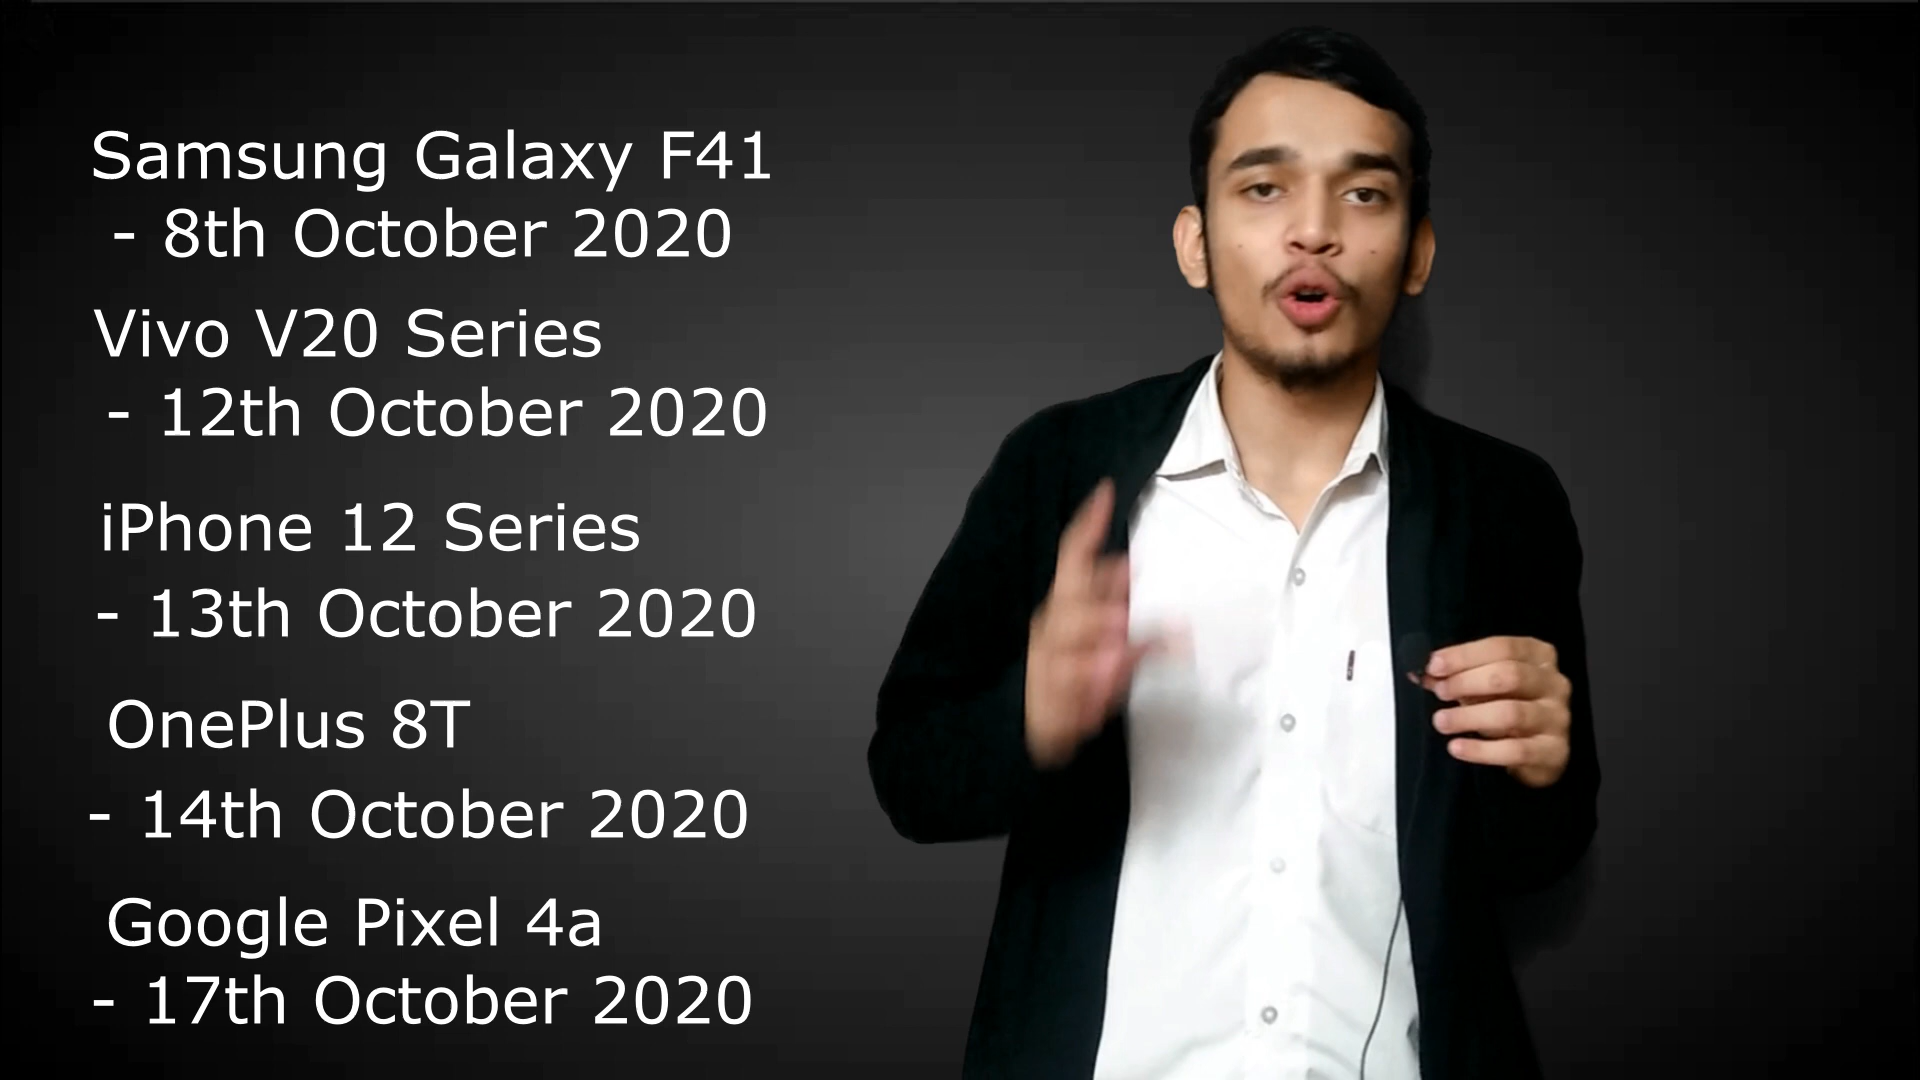 Samsung Galaxy F41
- 8th October 2020
Vivo V20 Series
- 12th October 2020
iPhone 12 Series
- 13th October 2020
OnePlus 8T
- 14th October 2020
Google Pixel 4a
- 17th October 2020